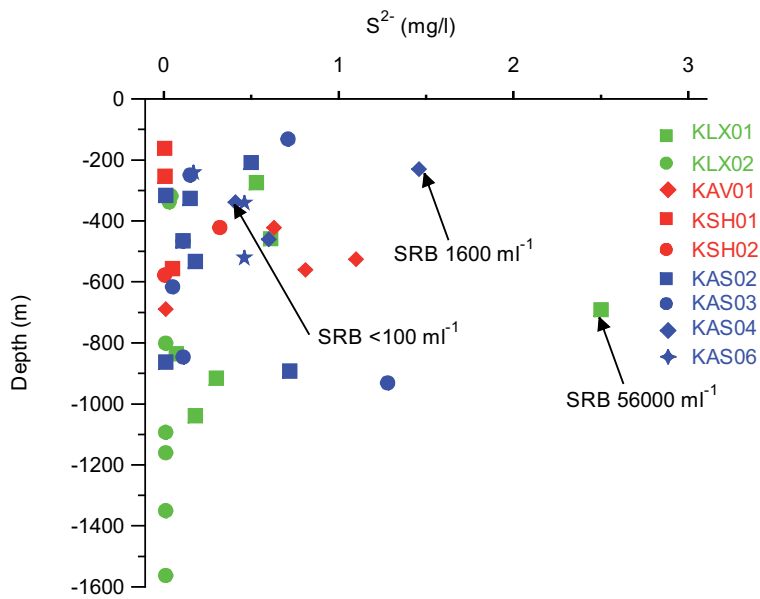 S²⁻ (mg/l)
0 1 2 3
0
-200
-400
-600
-800
-1000
-1200
-1400
-1600
Depth (m)
KLX01
KLX02
KAV01
KSH01
KSH02
KAS02
KAS03
KAS04
KAS06
SRB 1600 ml⁻¹
SRB <100 ml⁻¹
SRB 56000 ml⁻¹